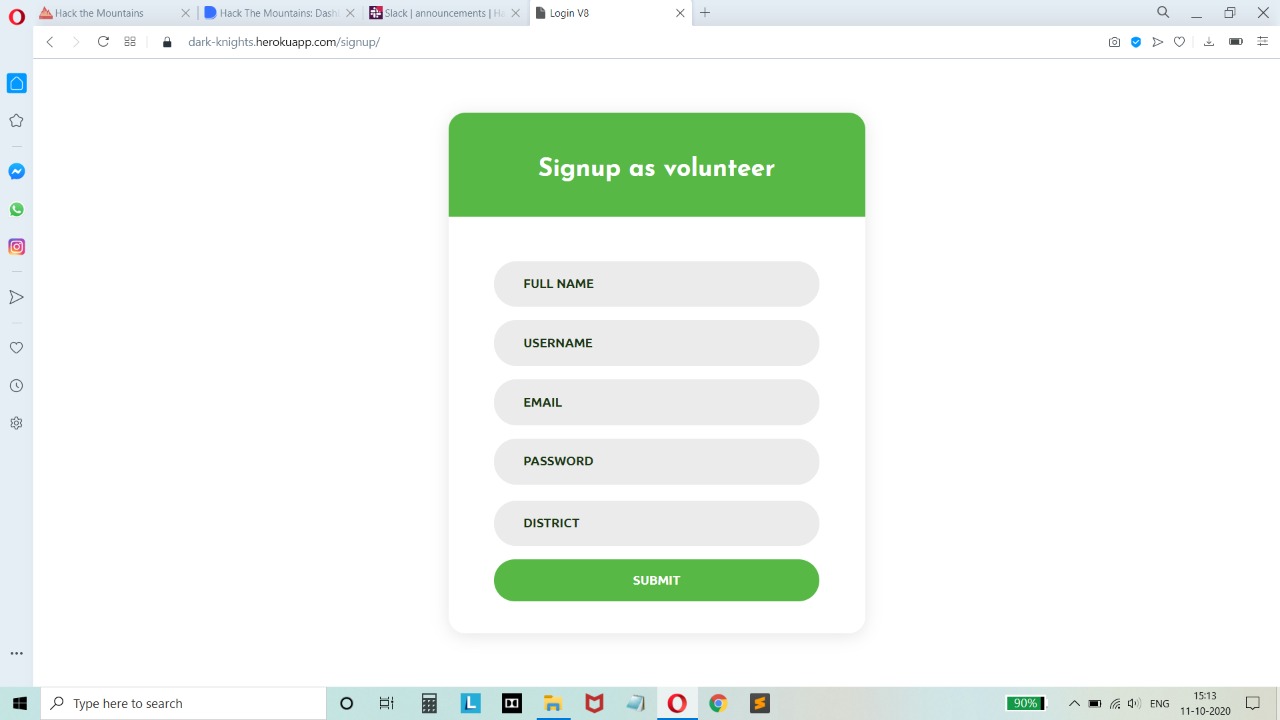 Hack the Mountains
Hack The Mountains: Dash
Slack | announcements | Ha
Login V8
dark-knights.herokuapp.com/signup/
Signup as volunteer
FULL NAME
USERNAME
EMAIL
PASSWORD
DISTRICT
SUBMIT
Type here to search
L
90%
ENG
15:13
11-10-2020